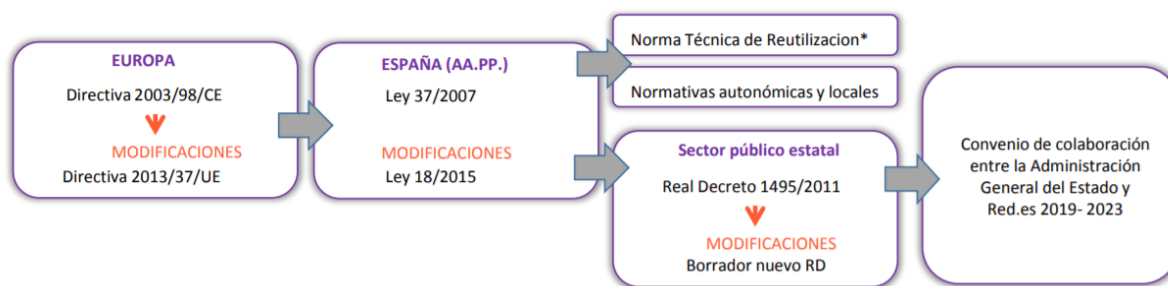 EUROPA
Directiva 2003/98/CE
MODIFICACIONES
Directiva 2013/37/UE
ESPAÑA (AA.PP.)
Ley 37/2007
MODIFICACIONES
Ley 18/2015
Norma Técnica de Reutilizacion*
Normativas autonómicas y locales
Sector público estatal
Real Decreto 1495/2011
MODIFICACIONES
Borrador nuevo RD
Convenio de colaboración
entre la Administración
General del Estado y
Red.es 2019- 2023